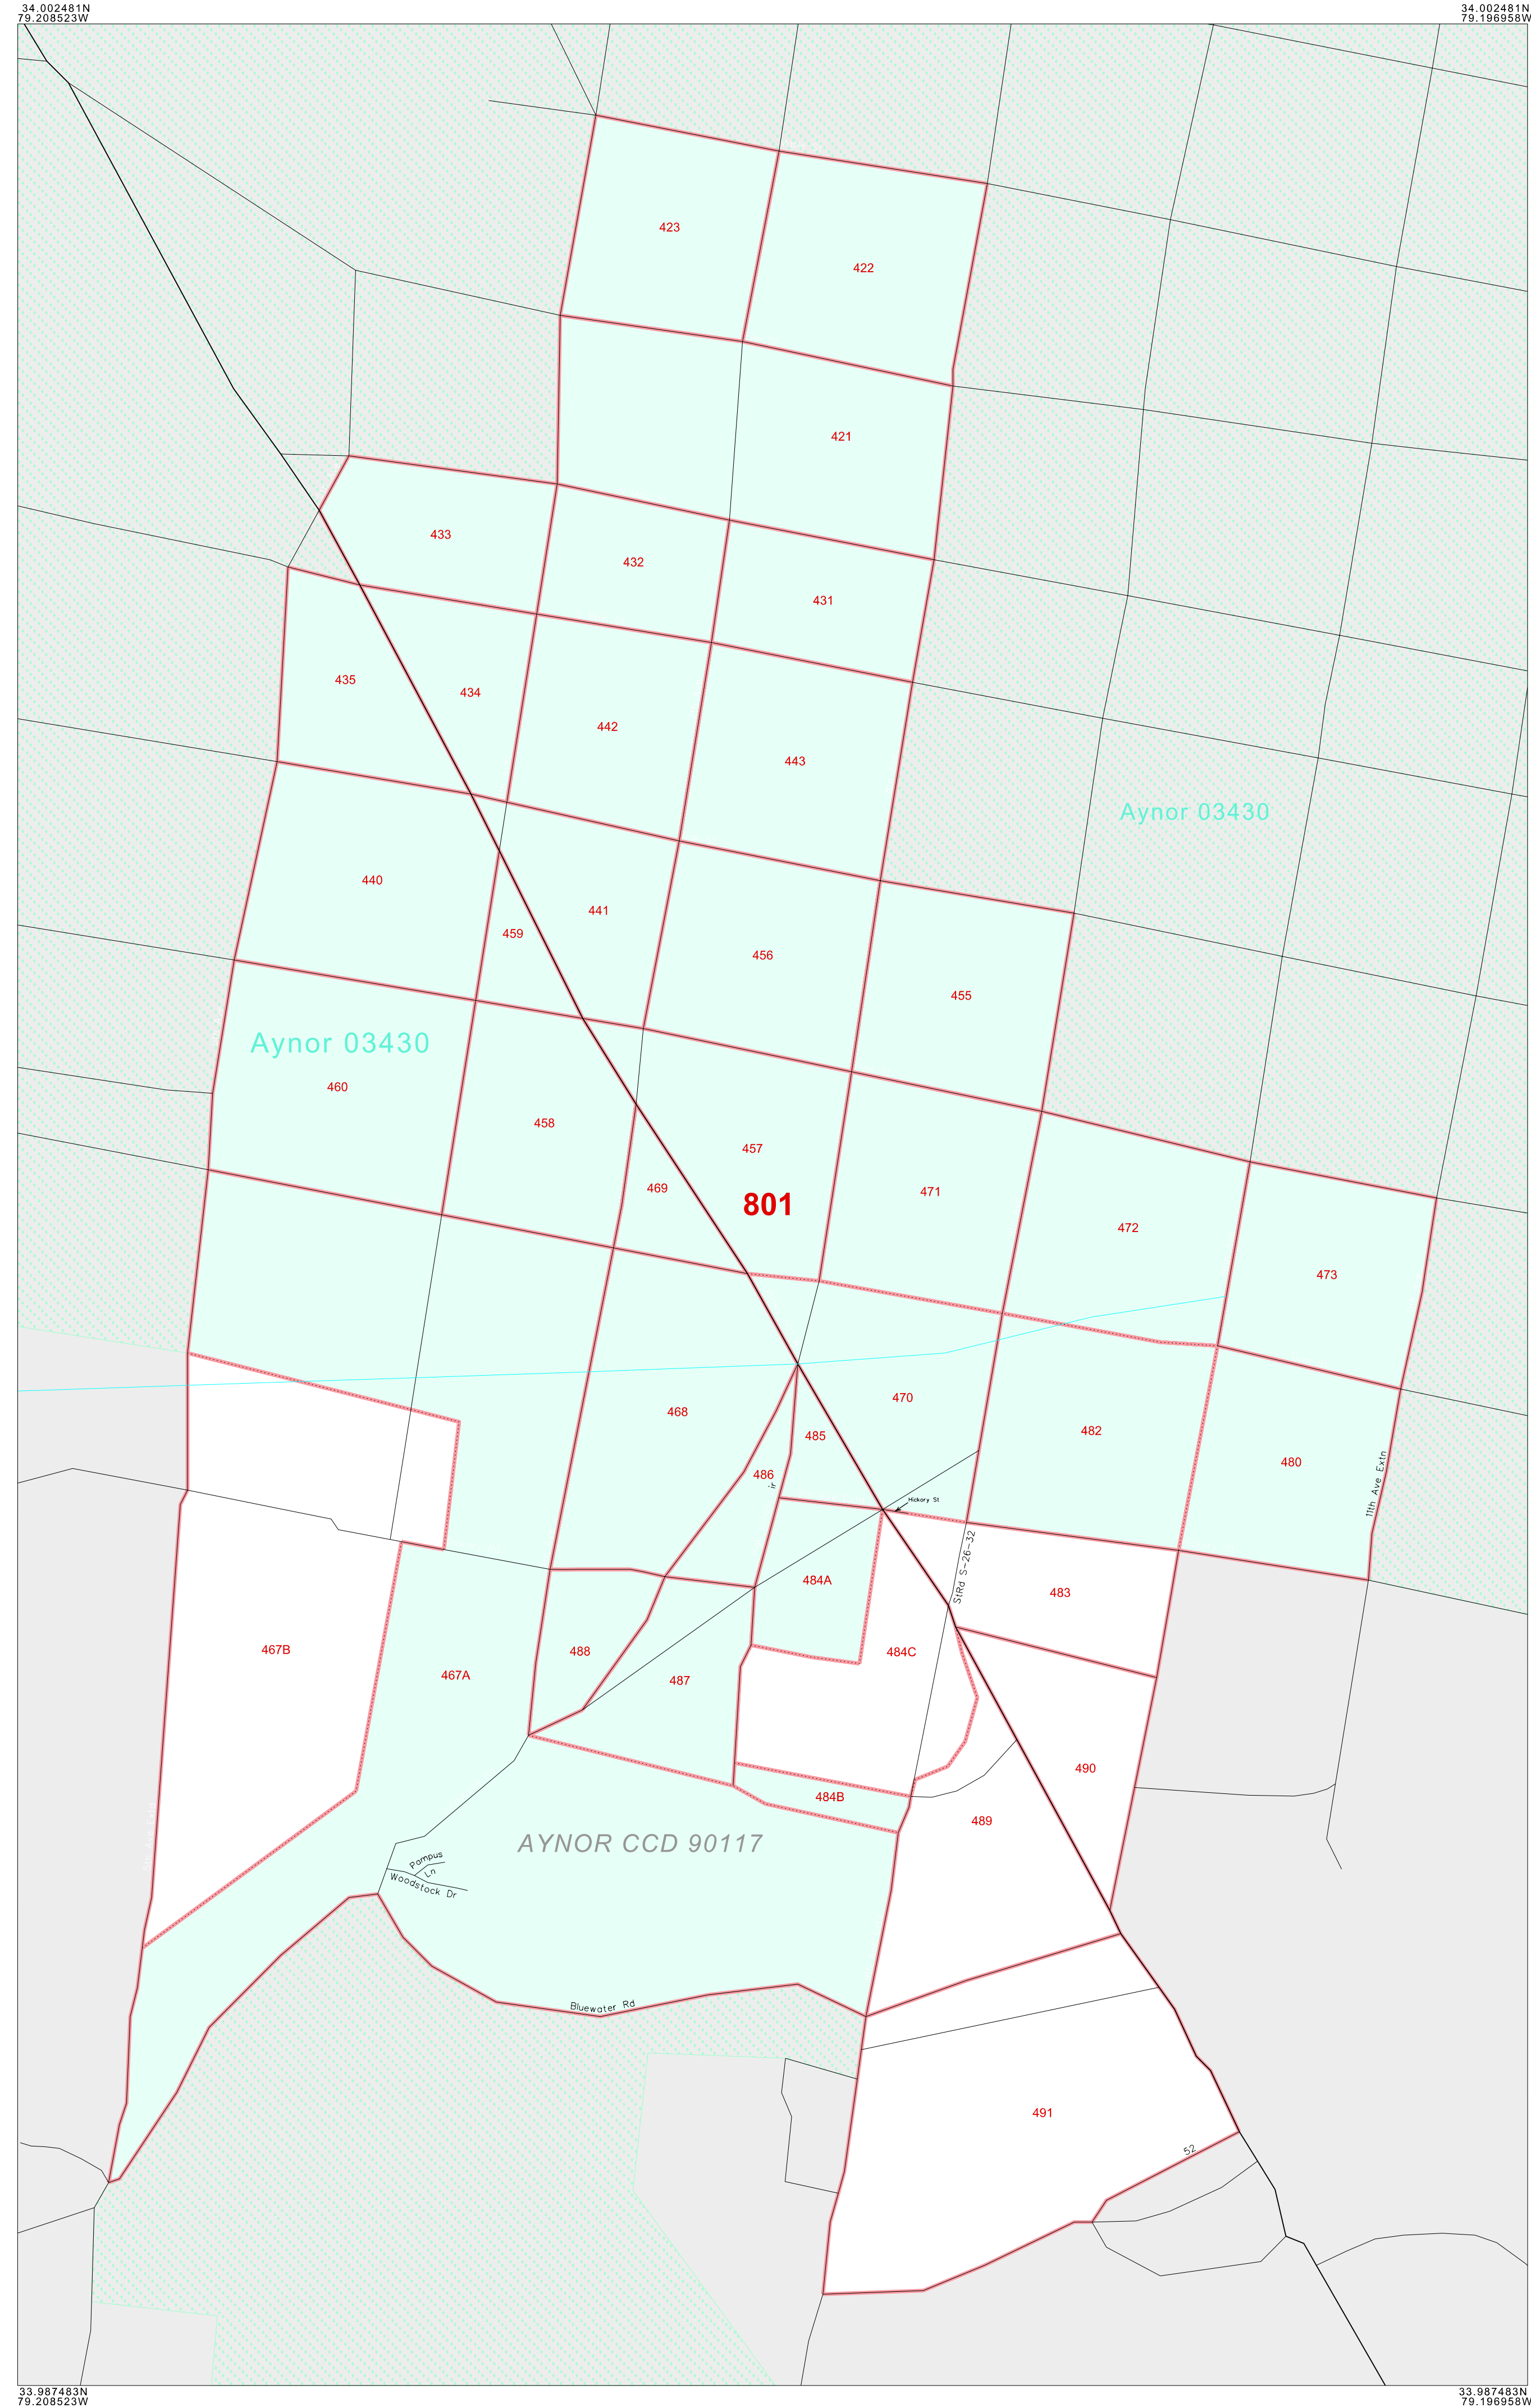 34.002481N
79.208523W
34.002481N
79.196958W
423
422
421
433
432
431
435
434
442
443
Aynor 03430
440
441
459
456
455
Aynor 03430
460
458
457
469
801
471
472
473
470
468
485
482
486
480
11th Ave Extn
Hickory St
StRd S-26-32
484A
483
467B
488
484C
467A
487
490
484B
489
AYNOR CCD 90117
Pampus
Ln
Woodstock Dr
Bluewater Rd
491
52
33.987483N
79.208523W
33.987483N
79.196958W